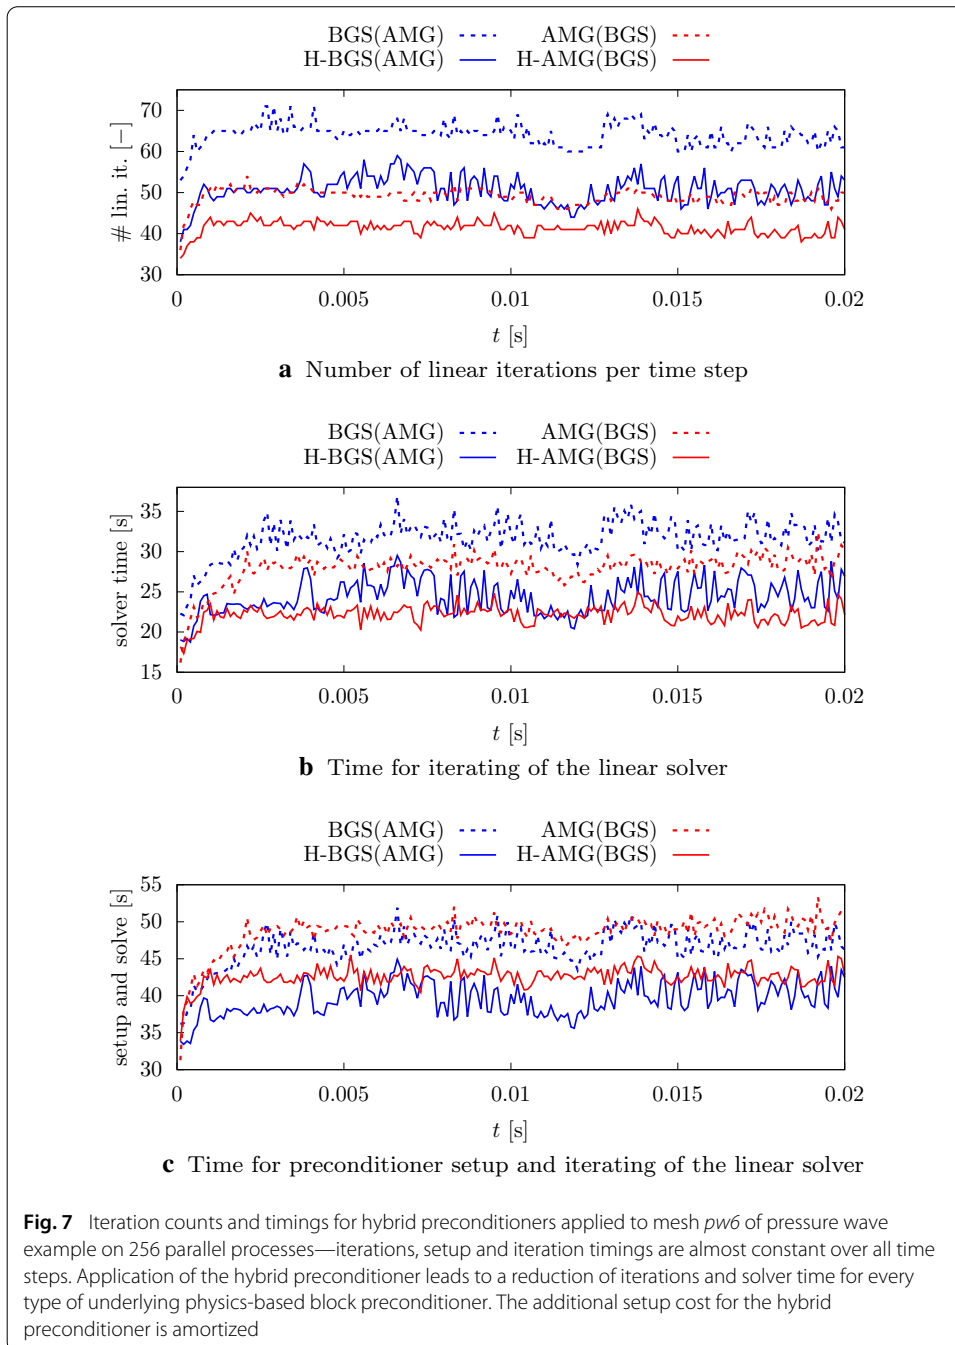 BGS(AMG) AMG(BGS)
H-BGS(AMG) H-AMG(BGS)
# lin. it. [−]
70
60
50
40
30
0 0.005 0.01 0.015 0.02
t [s]
a Number of linear iterations per time step
BGS(AMG) AMG(BGS)
H-BGS(AMG) H-AMG(BGS)
solver time [s]
35
30
25
20
15
0 0.005 0.01 0.015 0.02
t [s]
b Time for iterating of the linear solver
BGS(AMG) AMG(BGS)
H-BGS(AMG) H-AMG(BGS)
setup and solve [s]
55
50
45
40
35
30
0 0.005 0.01 0.015 0.02
t [s]
c Time for preconditioner setup and iterating of the linear solver
Fig. 7 Iteration counts and timings for hybrid preconditioners applied to mesh pw6 of pressure wave
example on 256 parallel processes—iterations, setup and iteration timings are almost constant over all time
steps. Application of the hybrid preconditioner leads to a reduction of iterations and solver time for every
type of underlying physics-based block preconditioner. The additional setup cost for the hybrid
preconditioner is amortized